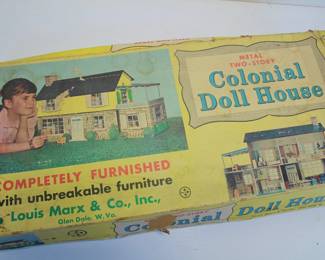 METAL
TWO-STORY
Colonial
Doll House
COMPLETELY FURNISHED
with unbreakable furniture
Louis Marx & Co., Inc.,
Glen Dale, W. Va.
Colonial Doll House